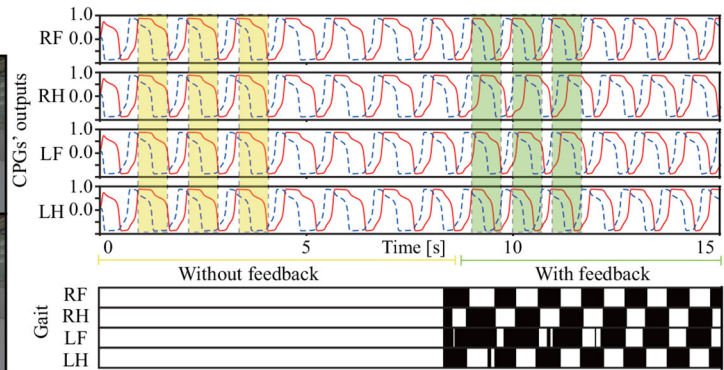 CPGs' outputs
RF 1.0 0.0
RH 1.0 0.0
LF 1.0 0.0
LH 1.0 0.0
0 5 Time [s] 10 15
Without feedback With feedback
Gait
RF
RH
LF
LH